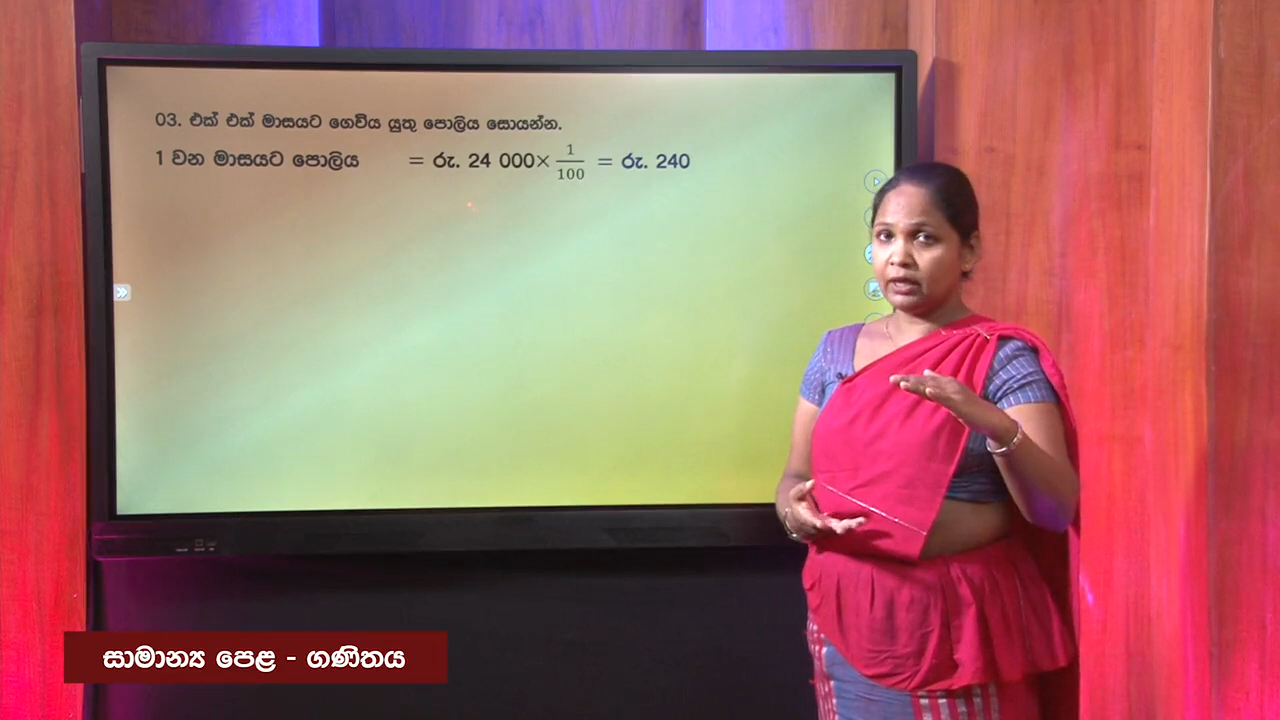 03. එක් එක් මාසයට ගෙවිය යුතු පොලිය සොයන්න.
1 වන මාසයට පොලිය = රු. 24 000 × 1/100 = රු. 240
සාමාන්‍ය පෙළ - ගණිතය